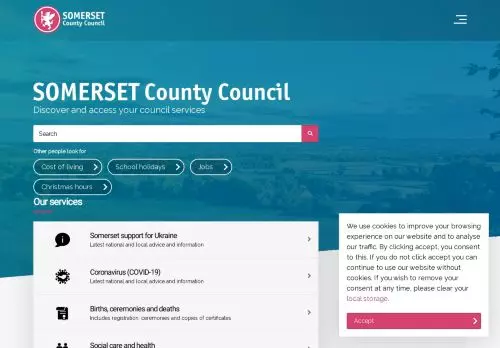 SOMERSET
County Council
SOMERSET County Council
Discover and access your council services
Search
Other people look for
Cost of living
School holidays
Jobs
Christmas hours
Our services
Somerset support for Ukraine
Latest national and local advice and information
Coronavirus (COVID-19)
Latest national and local advice and information
Births, ceremonies and deaths
Includes registration, ceremonies and copies of certificates
Social care and health
We use cookies to improve your browsing
experience on our website and to analyse
our traffic. By clicking accept, you consent
to this. If you do not click accept you can
continue to use our website without
cookies. If you wish to remove your
consent at any time, please clear your
local storage.
Accept